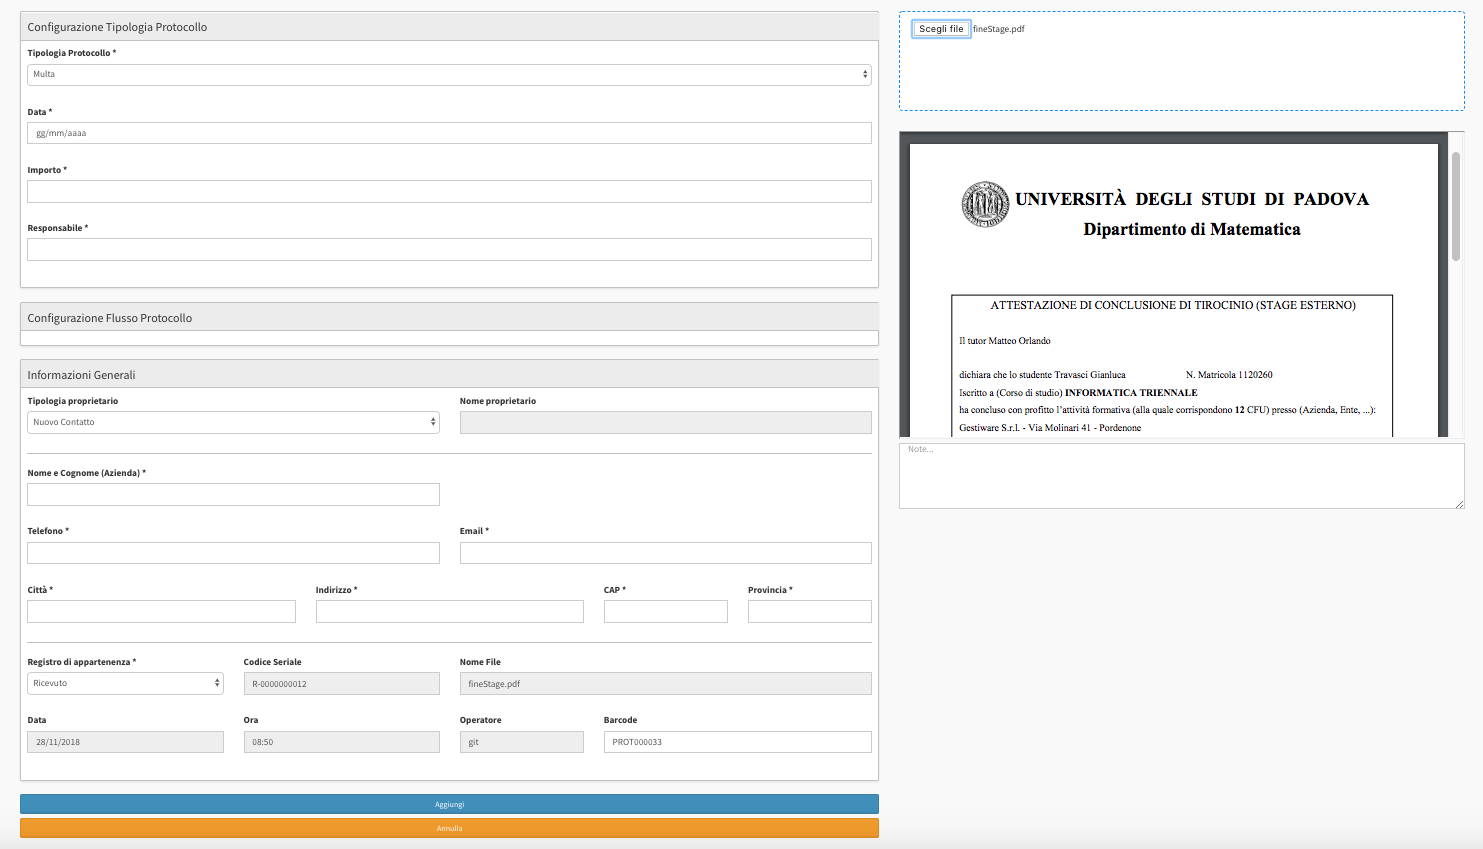 Configurazione Tipologia Protocollo
Tipologia Protocollo *
Multa
Data *
gg/mm/aaaa
Importo *
Responsabile *
Configurazione Flusso Protocollo
Informazioni Generali
Tipologia proprietario Nome proprietario
Nuovo Contatto
Nome e Cognome (Azienda) *
Telefono * Email *
Città * Indirizzo * CAP * Provincia *
Registro di appartenenza * Codice Seriale Nome File
Ricevuto R-0000000012 fineStage.pdf
Data Ora Operatore Barcode
28/11/2018 08:50 git PROT000033
Aggiungi
Annulla
Scegli file fineStage.pdf
UNIVERSITÀ DEGLI STUDI DI PADOVA
Dipartimento di Matematica
ATTESTAZIONE DI CONCLUSIONE DI TIROCINIO (STAGE ESTERNO)
Il tutor Matteo Orlando
dichiara che lo studente Travasci Gianluca N. Matricola 1120260
Iscritto a (Corso di studio) INFORMATICA TRIENNALE
ha concluso con profitto l'attività formativa (alla quale corrispondono 12 CFU) presso (Azienda, Ente, ...):
Gestiware S.r.l. - Via Molinari 41 - Pordenone
Note...